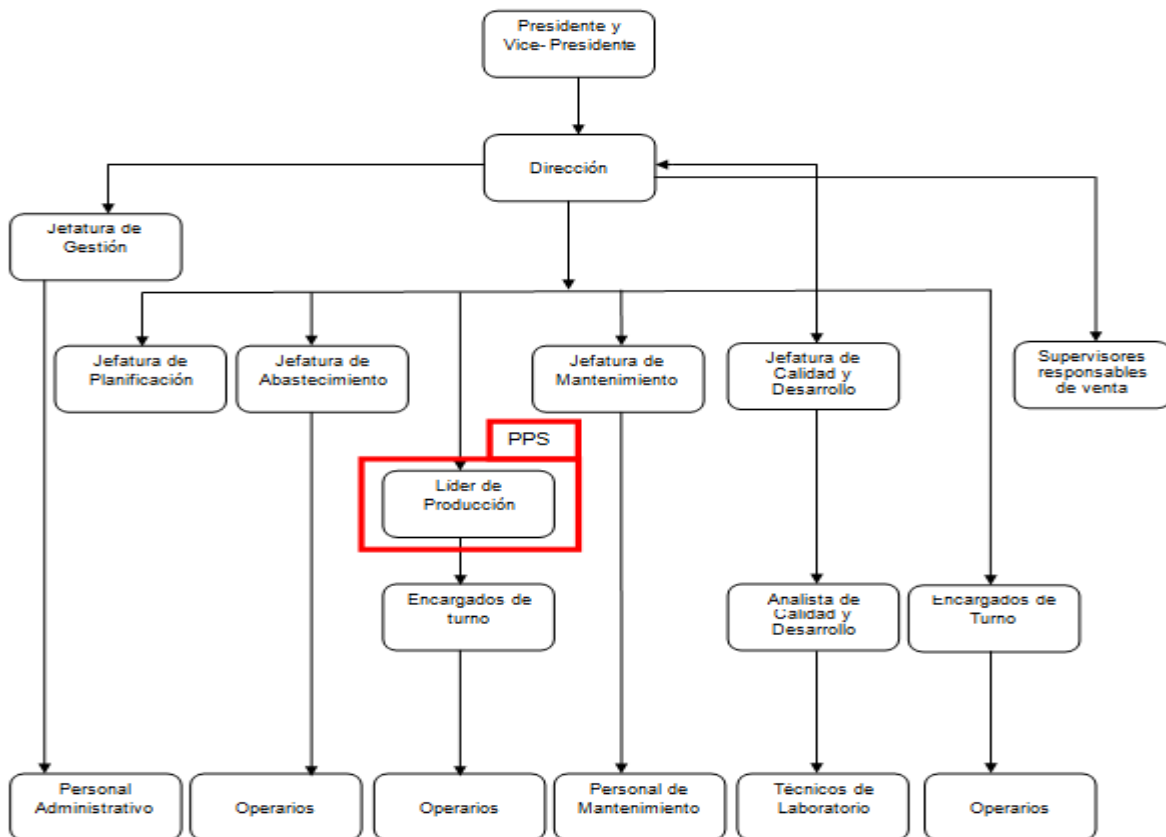 Presidente y
Vice- Presidente
Dirección
Jefatura de
Gestión
Jefatura de
Planificación
Jefatura de
Abastecimiento
Jefatura de
Mantenimiento
Jefatura de
Calidad y
Desarrollo
Supervisores
responsables
de venta
PPS
Lider de
Producción
Encargados de
turno
Analista de
Calidad y
Desarrollo
Encargados de
Turno
Personal
Administrativo
Operarios
Operarios
Personal de
Mantenimiento
Técnicos de
Laboratorio
Operarios